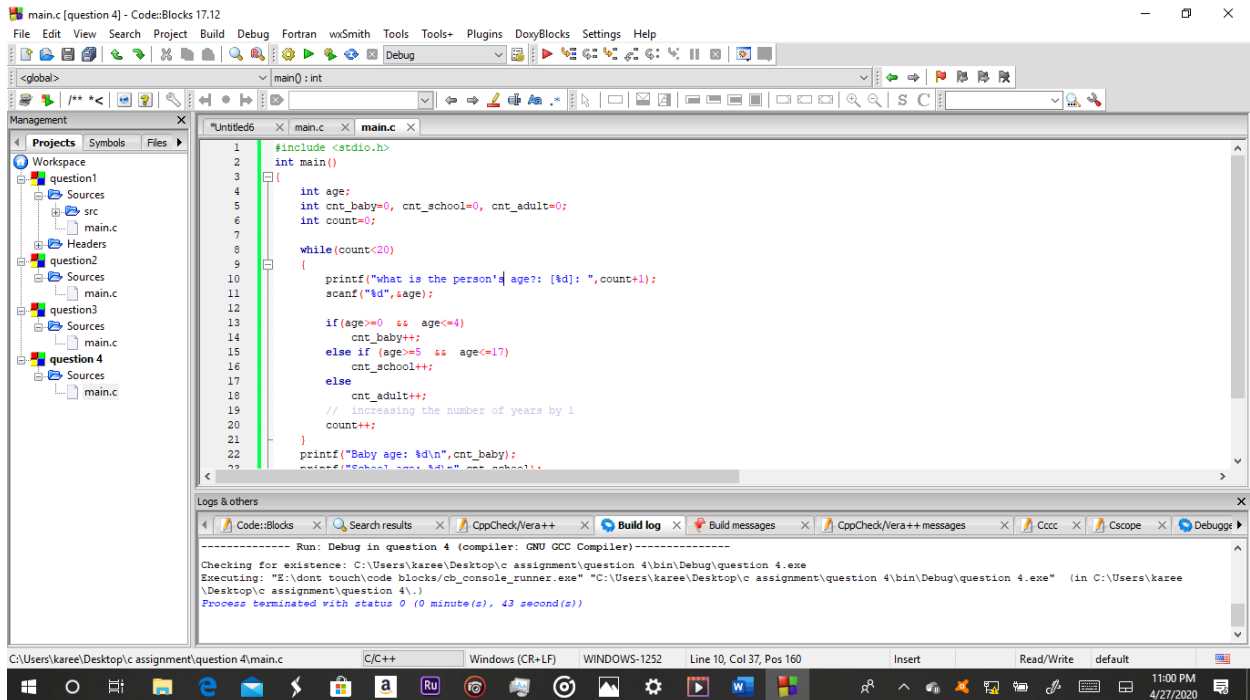 main.c [question 4] - Code::Blocks 17.12
File Edit View Search Project Build Debug Fortran wxSmith Tools Tools+ Plugins DoxyBlocks Settings Help
Debug
<global> main() : int
/** *<
S C
Management
Projects Symbols Files
Workspace
question1
Sources
src
main.c
Headers
question2
Sources
main.c
question3
Sources
main.c
question 4
Sources
main.c
*Untitled6 main.c main.c
1 #include <stdio.h>
2 int main()
3 {
4 int age;
5 int cnt_baby=0, cnt_school=0, cnt_adult=0;
6 int count=0;
7
8 while(count<20)
9 {
10 printf("what is the person's age?: [%d]: ",count+1);
11 scanf("%d",&age);
12
13 if(age>=0 && age<=4)
14 cnt_baby++;
15 else if (age>=5 && age<=17)
16 cnt_school++;
17 else
18 cnt_adult++;
19 // increasing the number of years by 1
20 count++;
21 }
22 printf("Baby age: %d\n",cnt_baby);
23 printf("School age: %d\n",cnt_school);
Logs & others
Code::Blocks Search results CppCheck/Vera++ Build log Build messages CppCheck/Vera++ messages Cccc Cscope Debugge
-------------- Run: Debug in question 4 (compiler: GNU GCC Compiler)---------------
Checking for existence: C:\Users\karee\Desktop\c assignment\question 4\bin\Debug\question 4.exe
Executing: "E:\dont touch\code blocks/cb_console_runner.exe" "C:\Users\karee\Desktop\c assignment\question 4\bin\Debug\question 4.exe" (in C:\Users\karee
\Desktop\c assignment\question 4\.)
Process terminated with status 0 (0 minute(s), 43 second(s))
C:\Users\karee\Desktop\c assignment\question 4\main.c C/C++ Windows (CR+LF) WINDOWS-1252 Line 10, Col 37, Pos 160 Insert Read/Write default
a Ru W 11:00 PM
4/27/2020